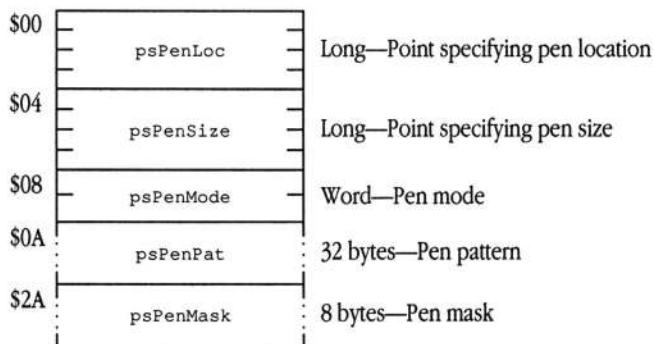 $00
psPenLoc Long—Point specifying pen location
$04
psPenSize Long—Point specifying pen size
$08
psPenMode Word—Pen mode
$0A
psPenPat 32 bytes—Pen pattern
$2A
psPenMask 8 bytes—Pen mask